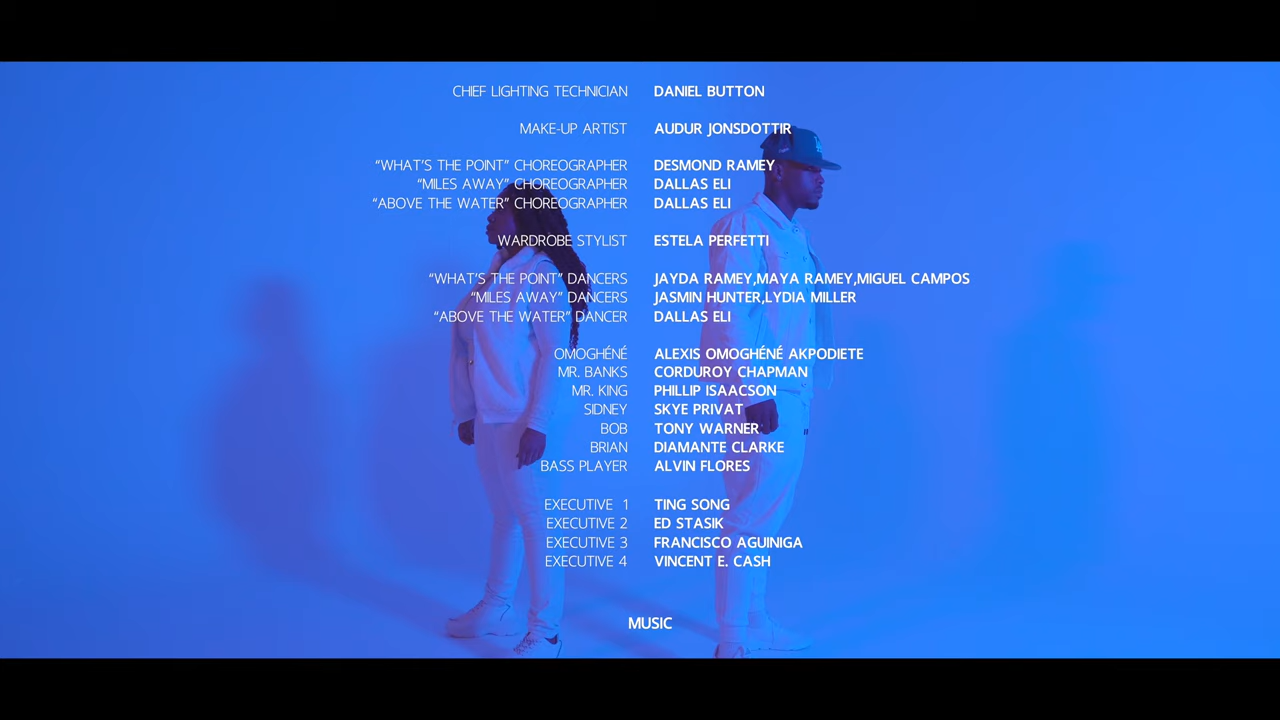 CHIEF LIGHTING TECHNICIAN DANIEL BUTTON
MAKE-UP ARTIST AUDUR JONSDOTTIR
“WHAT’S THE POINT” CHOREOGRAPHER DESMOND RAMEY
“MILES AWAY” CHOREOGRAPHER DALLAS ELI
“ABOVE THE WATER” CHOREOGRAPHER DALLAS ELI
WARDROBE STYLIST ESTELA PERFETTI
“WHAT’S THE POINT” DANCERS JAYDA RAMEY,MAYA RAMEY,MIGUEL CAMPOS
“MILES AWAY” DANCERS JASMIN HUNTER,LYDIA MILLER
“ABOVE THE WATER” DANCER DALLAS ELI
OMOGHÉNÉ ALEXIS OMOGHÉNÉ AKPODIETE
MR. BANKS CORDUROY CHAPMAN
MR. KING PHILLIP ISAACSON
SIDNEY SKYE PRIVAT
BOB TONY WARNER
BRIAN DIAMANTE CLARKE
BASS PLAYER ALVIN FLORES
EXECUTIVE 1 TING SONG
EXECUTIVE 2 ED STASIK
EXECUTIVE 3 FRANCISCO AGUINIGA
EXECUTIVE 4 VINCENT E. CASH
MUSIC